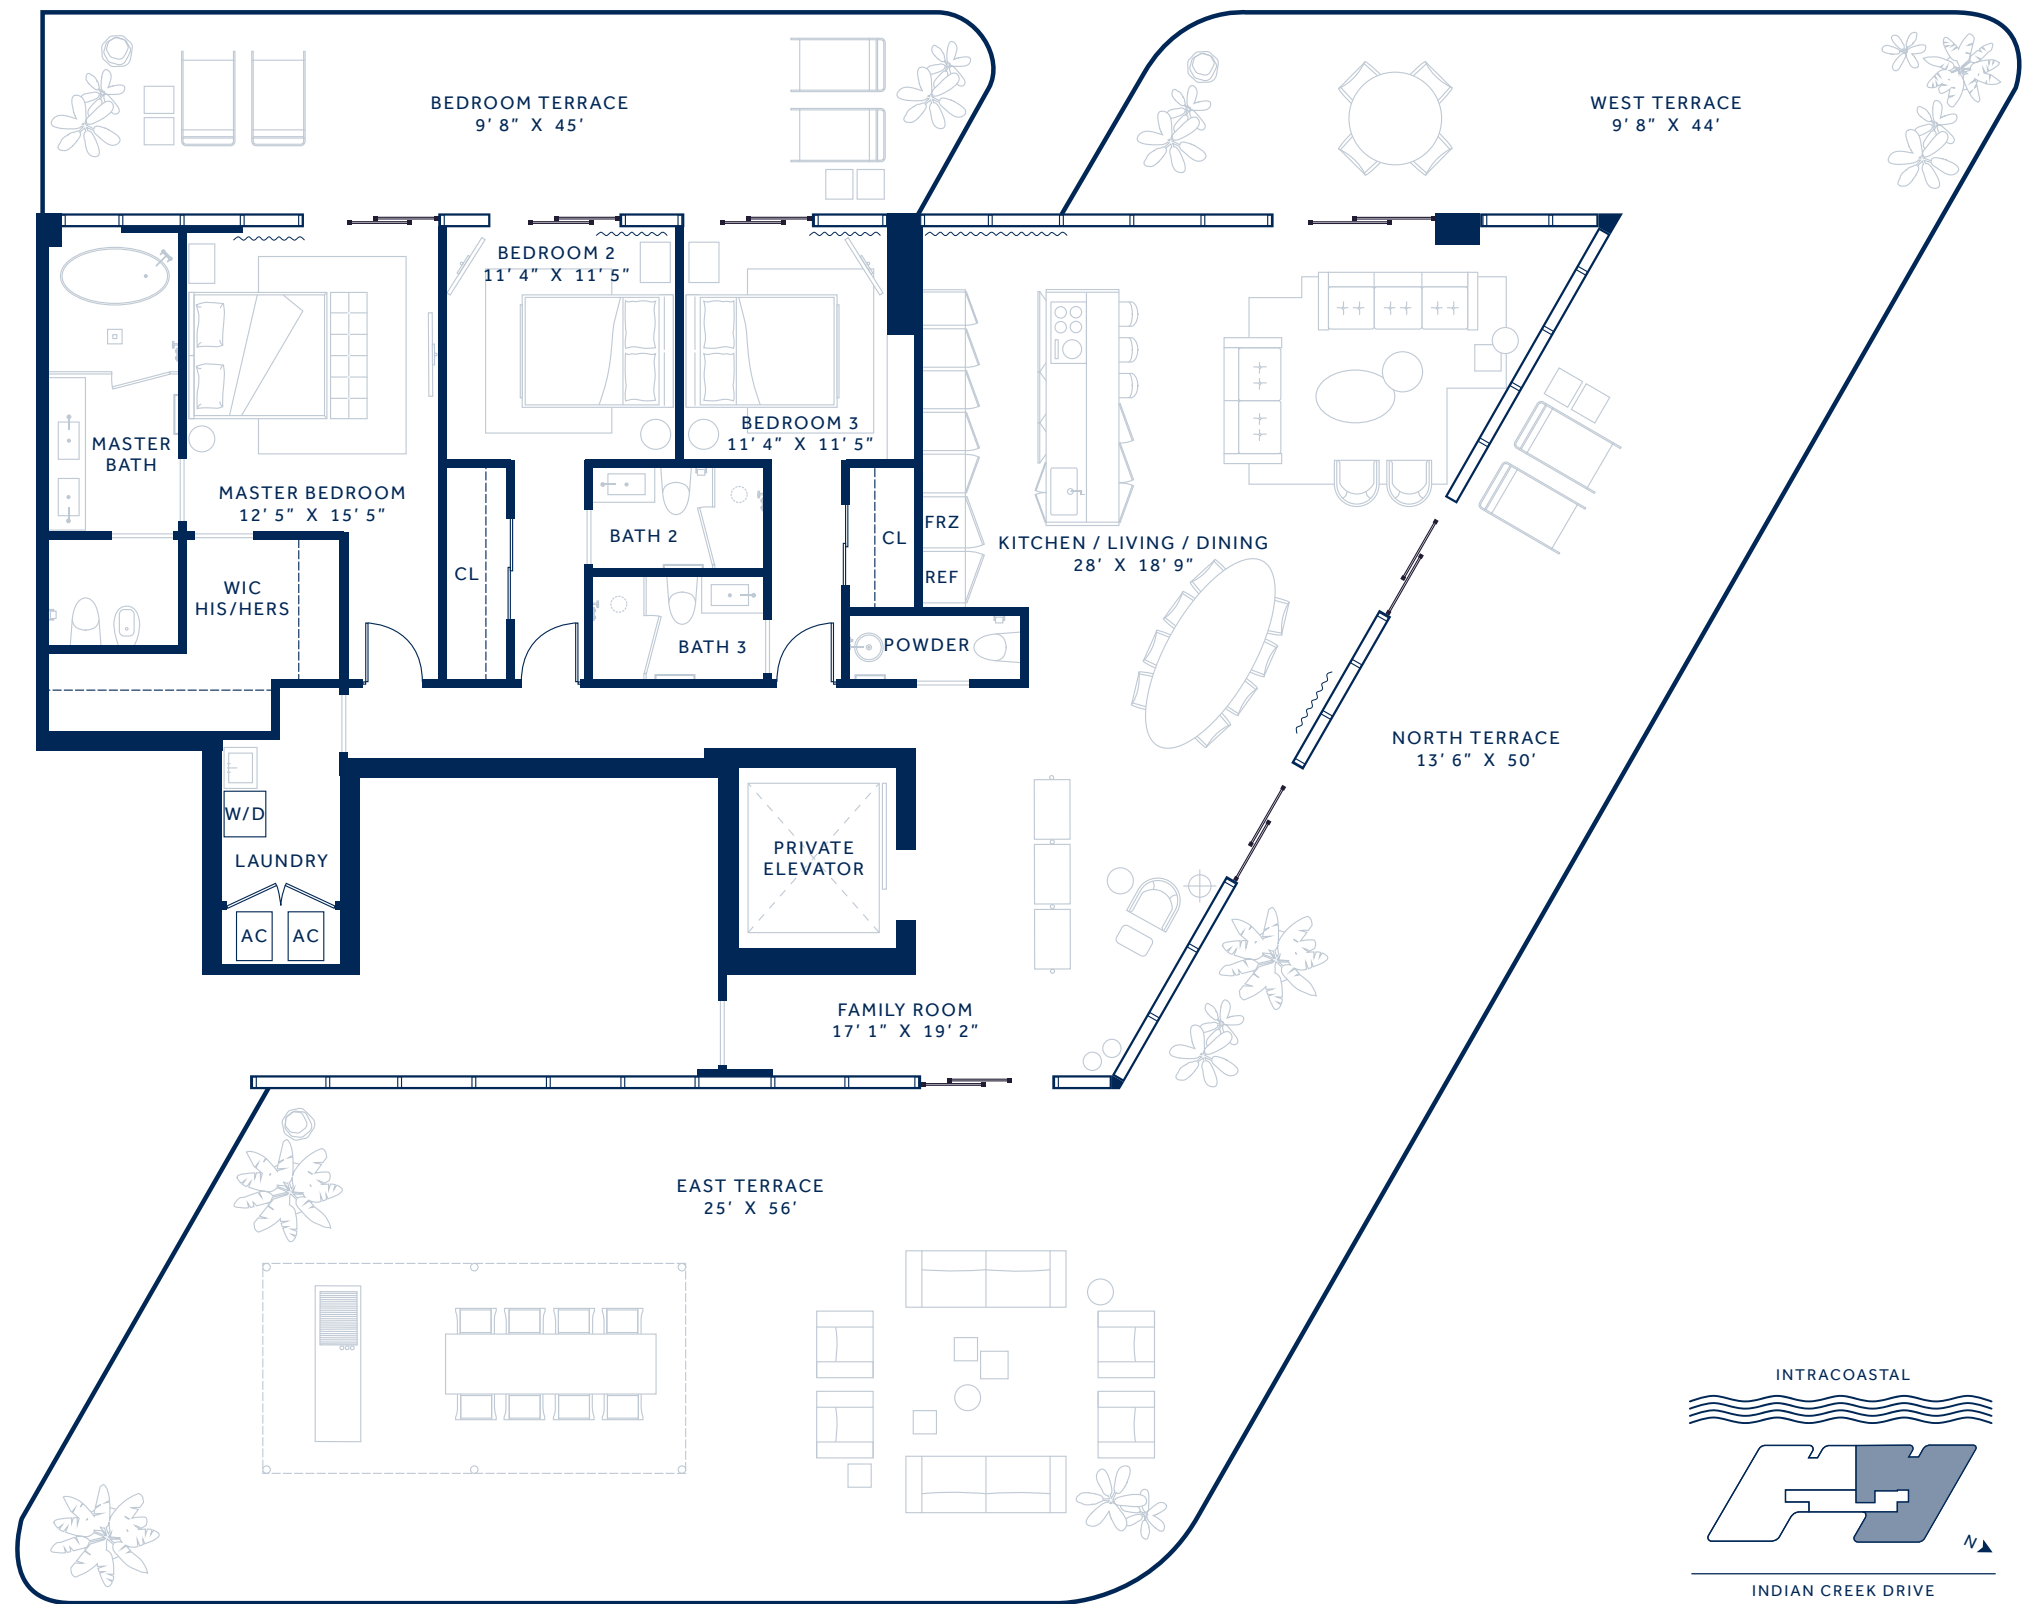 BEDROOM TERRACE
9' 8" X 45'
WEST TERRACE
9' 8" X 44'
BEDROOM 2
11' 4" X 11' 5"
BEDROOM 3
11' 4" X 11' 5"
MASTER
BATH
MASTER BEDROOM
12' 5" X 15' 5"
FRZ
BATH 2
CL
KITCHEN / LIVING / DINING
28' X 18' 9"
CL
REF
WIC
HIS/HERS
BATH 3
POWDER
NORTH TERRACE
13' 6" X 50'
W/D
LAUNDRY
PRIVATE
ELEVATOR
AC
AC
FAMILY ROOM
17' 1" X 19' 2"
EAST TERRACE
25' X 56'
INTRACOASTAL
N
INDIAN CREEK DRIVE